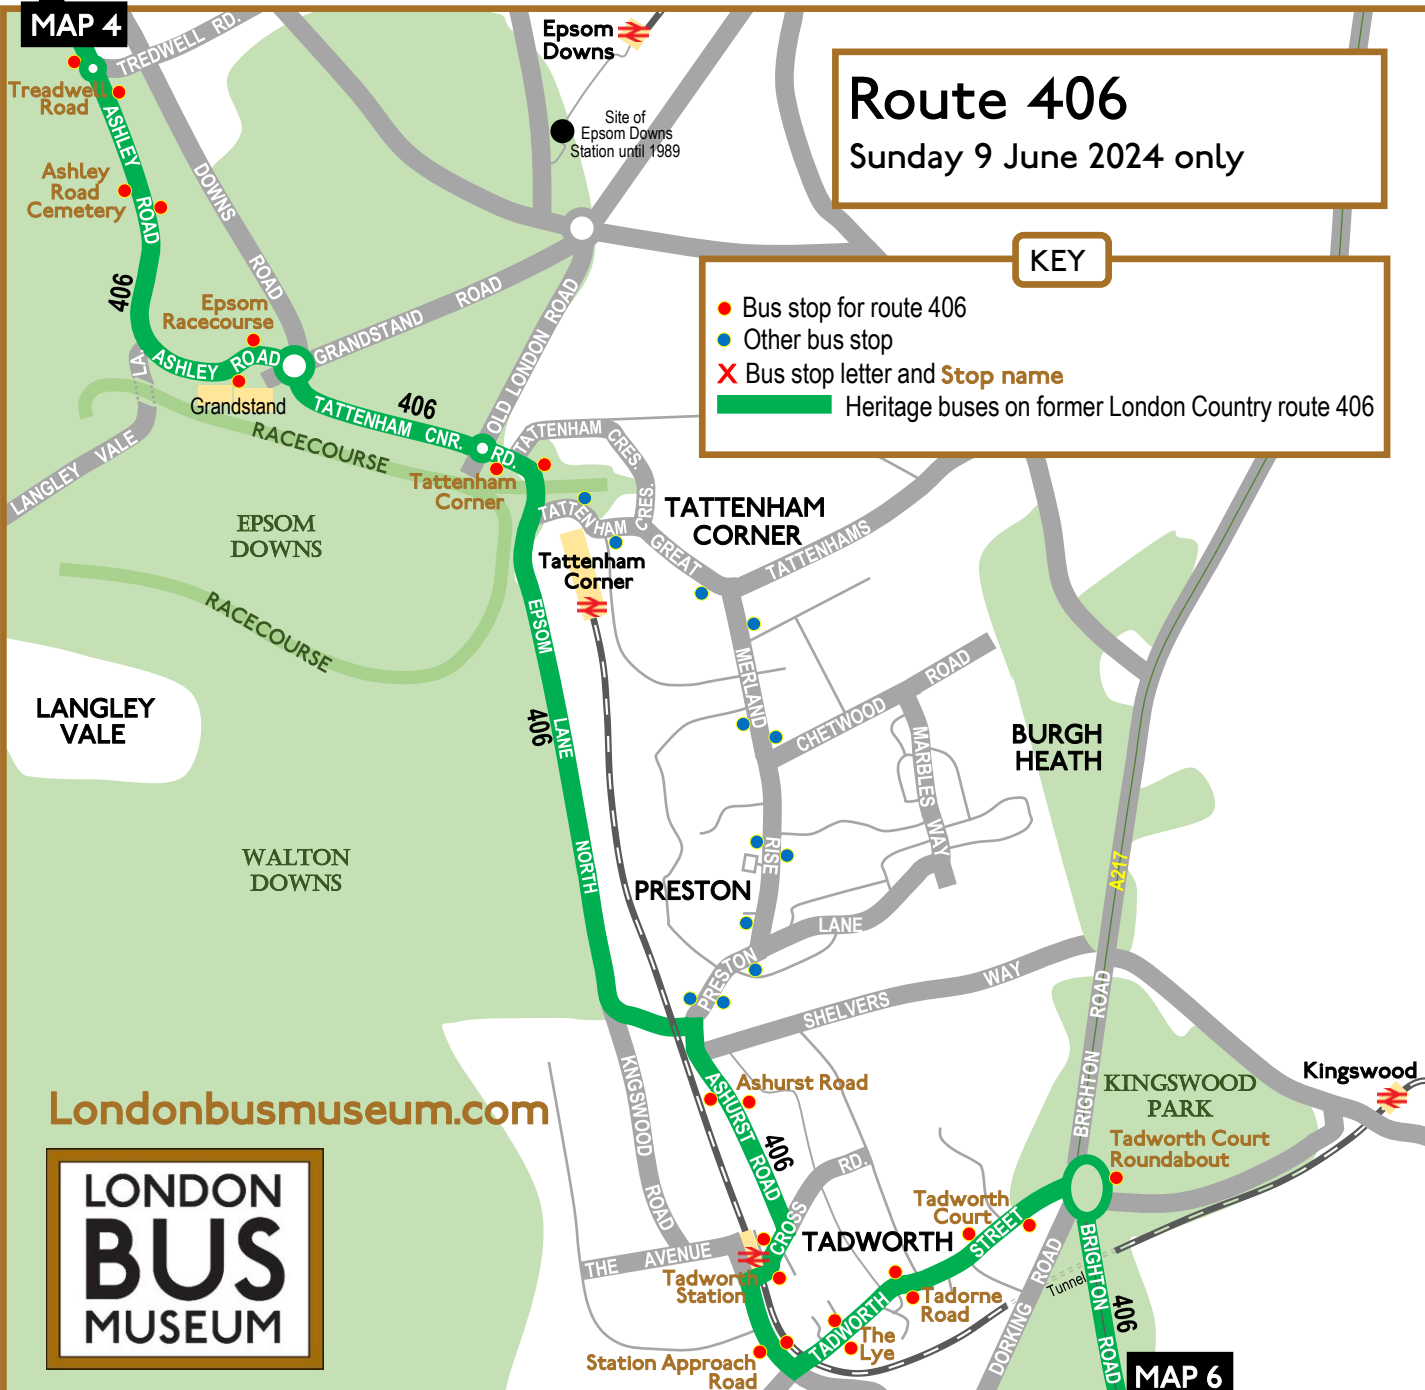 MAP 4
TREDWELL RD.
Treadwell
Road
ASHLEY
ROAD
Ashley
Road
Cemetery
406
DOWNS
ROAD
Epsom
Downs
Site of
Epsom Downs
Station until 1989
Route 406
Sunday 9 June 2024 only
KEY
Bus stop for route 406
Other bus stop
X Bus stop letter and Stop name
Heritage buses on former London Country route 406
Epsom
Racecourse
GRANDSTAND ROAD
ASHLEY ROAD
Grandstand
LANGLEY VALE
LA.
OLD LONDON ROAD
TATTENHAM CNR.
RD.
406
RACECOURSE
Tattenham
Corner
TATTENHAM
CRES.
CRES.
TATTENHAM
EPSOM
DOWNS
RACECOURSE
TATTENHAM
CORNER
Tattenham
Corner
GREAT
TATTENHAMS
EPSOM
LANE
NORTH
406
LANGLEY
VALE
WALTON
DOWNS
MERLAND
RISE
CHETWOOD ROAD
MARBLES
WAY
BURGH
HEATH
A217
PRESTON
PRESTON
LANE
SHELVERS WAY
BRIGHTON
ROAD
KINGSWOOD
PARK
Kingswood
Tadworth Court
Roundabout
KNGSWOOD
ROAD
ASHURST
ROAD
Ashurst Road
406
CROSS
RD.
THE AVENUE
TADWORTH
Tadworth
Station
Tadworth
Court
TADWORTH
STREET
Tadorne
Road
The
Lye
Station Approach
Road
DORKING
ROAD
Tunnel
BRIGHTON
ROAD
406
MAP 6
Londonbusmuseum.com
LONDON
BUS
MUSEUM